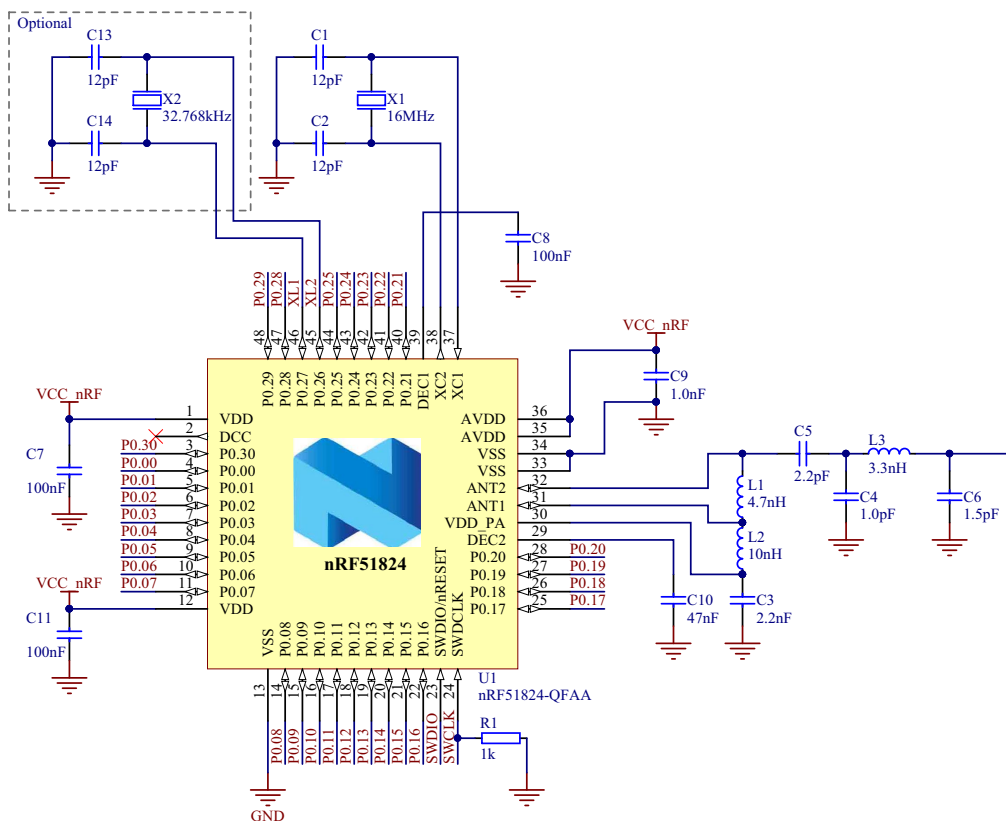 Optional
C13
12pF
X2
32.768kHz
C14
12pF
C1
12pF
X1
16MHz
C2
12pF
C8
100nF
P0.29
P0.28
XL1
XL2
P0.25
P0.24
P0.23
P0.22
P0.21
48
47
46
45
44
43
42
41
40
39
38
37
P0.29
P0.28
P0.27
P0.26
P0.25
P0.24
P0.23
P0.22
P0.21
DEC1
XC2
XC1
VCC_nRF
C7
100nF
VCC_nRF
C11
100nF
P0.30
P0.00
P0.01
P0.02
P0.03
P0.04
P0.05
P0.06
P0.07
1
2
3
4
5
6
7
8
9
10
11
12
VDD
DCC
P0.30
P0.00
P0.01
P0.02
P0.03
P0.04
P0.05
P0.06
P0.07
VDD
nRF51824
AVDD
AVDD
VSS
VSS
ANT2
ANT1
VDD_PA
DEC2
P0.20
P0.19
P0.18
P0.17
36
35
34
33
32
31
30
29
28
27
26
25
P0.20
P0.19
P0.18
P0.17
VCC_nRF
C9
1.0nF
C5
2.2pF
L3
3.3nH
L1
4.7nH
C4
1.0pF
C6
1.5pF
L2
10nH
C10
47nF
C3
2.2nF
VSS
P0.08
P0.09
P0.10
P0.11
P0.12
P0.13
P0.14
P0.15
P0.16
SWDIO/nRESET
SWDCLK
13
14
15
16
17
18
19
20
21
22
23
24
U1
nRF51824-QFAA
P0.08
P0.09
P0.10
P0.11
P0.12
P0.13
P0.14
P0.15
P0.16
SWDIO
SWCLK
R1
1k
GND